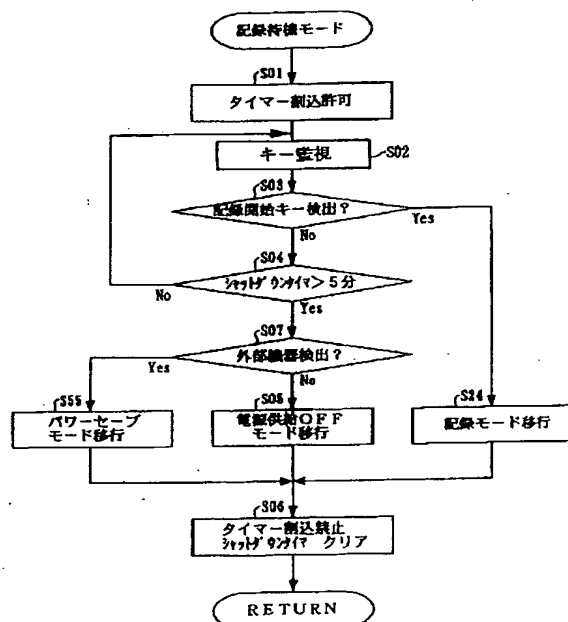 記録待機モード
S01
タイマー割込許可
キー監視
S02
S03
記録開始キー検出？
Yes
No
S04
ｼｬｯﾄﾀﾞｳﾝﾀｲﾏ＞５分
No
Yes
S07
外部機器検出？
Yes
No
S55
パワーセーブ
モード移行
S05
電源供給ＯＦＦ
モード移行
S24
記録モード移行
S06
タイマー割込禁止
ｼｬｯﾄﾀﾞｳﾝﾀｲﾏ クリア
ＲＥＴＵＲＮ